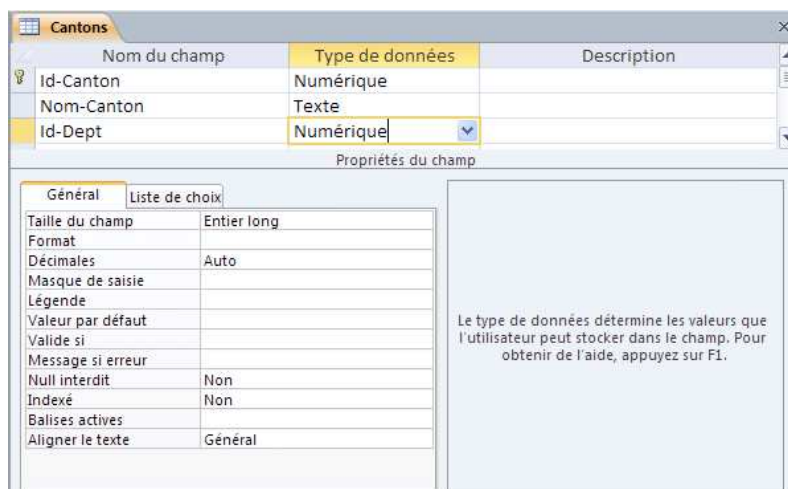 Cantons
Nom du champ Type de données Description
Id-Canton Numérique
Nom-Canton Texte
Id-Dept Numérique
Propriétés du champ
Général Liste de choix
Taille du champ Entier long
Format
Décimales Auto
Masque de saisie
Légende
Valeur par défaut
Valide si
Message si erreur
Null interdit Non
Indexé Non
Balises actives
Aligner le texte Général
Le type de données détermine les valeurs que
l'utilisateur peut stocker dans le champ. Pour
obtenir de l'aide, appuyez sur F1.